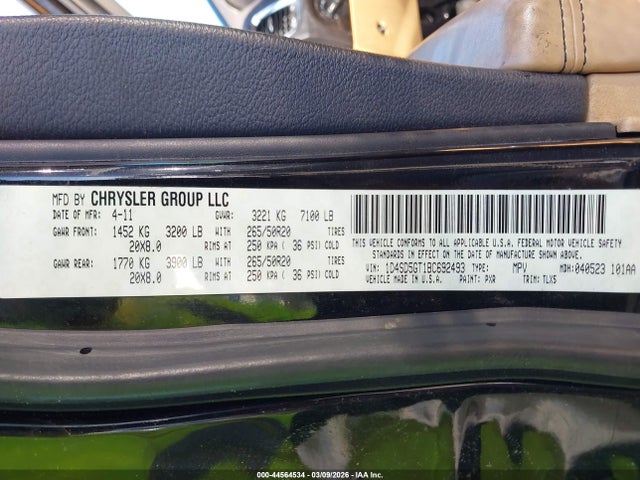 MFD BY CHRYSLER GROUP LLC
DATE OF MFR: 4-11 GVWR: 3221 KG 7100 LB
GAWR FRONT: 1452 KG 3200 LB WITH 265/50R20 TIRES
20X8.0 RIMS AT 250 KPA ( 36 PSI) COLD
GAWR REAR: 1770 KG 3900 LB WITH 265/50R20 TIRES
20X8.0 RIMS AT 250 KPA ( 36 PSI) COLD
THIS VEHICLE CONFORMS TO ALL APPLICABLE U.S.A. FEDERAL MOTOR VEHICLE SAFETY
STANDARDS IN EFFECT ON THE DATE OF MANUFACTURE SHOWN ABOVE.
VIN: 1D4SD5GT1BC692493 TYPE: MPV MDH: 040523 101AA
VEHICLE MADE IN U.S.A. PAINT: PXR TRIM: TLX5
000-44564534 | 03/09/2026 | IAA Inc.